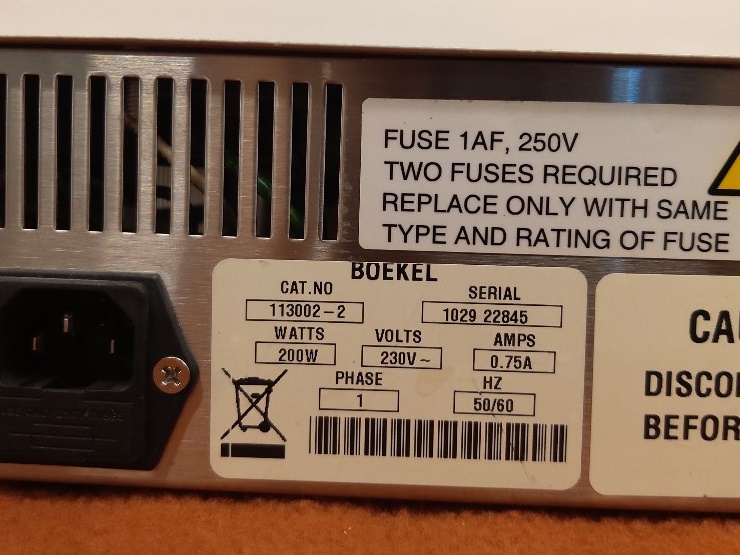 FUSE 1AF, 250V
TWO FUSES REQUIRED
REPLACE ONLY WITH SAME
TYPE AND RATING OF FUSE
BOEKEL
CAT.NO
SERIAL
113002-2
1029 22845
WATTS
VOLTS
AMPS
200W
230V~
0.75A
PHASE
HZ
1
50/60
CAU
DISCO
BEFOR